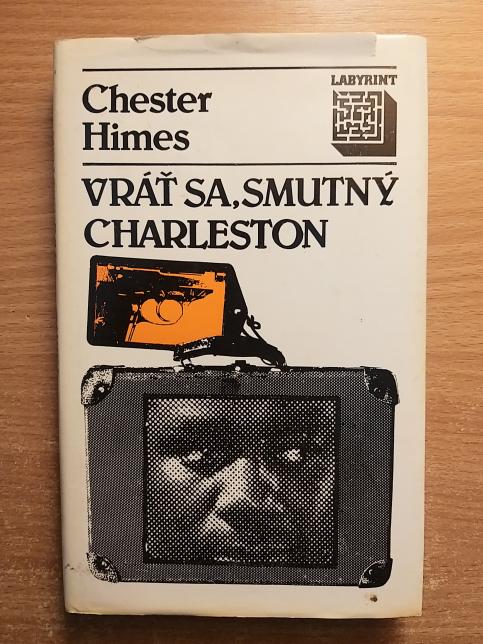 LABYRINT
Chester
Himes
VRÁŤ SA, SMUTNÝ
CHARLESTON